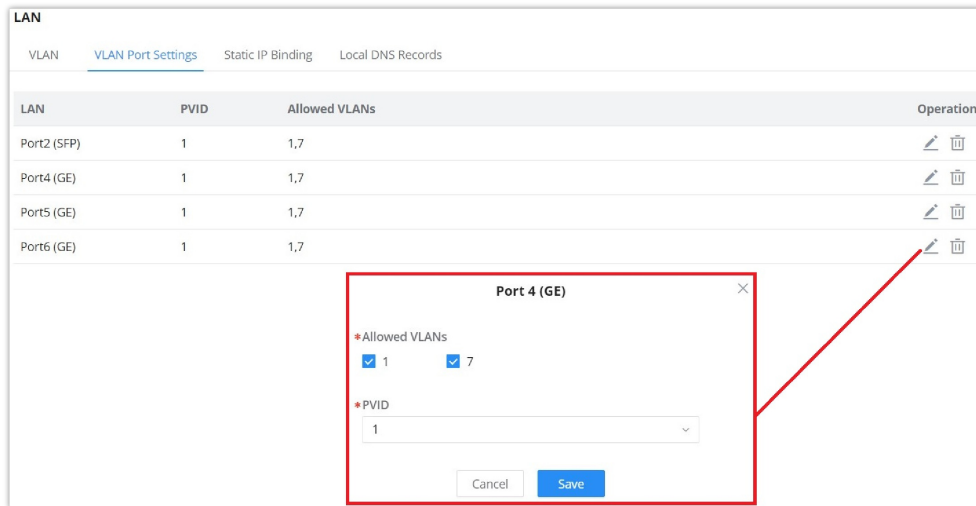 LAN
VLAN VLAN Port Settings Static IP Binding Local DNS Records
LAN PVID Allowed VLANs Operation
Port2 (SFP) 1 1,7
Port4 (GE) 1 1,7
Port5 (GE) 1 1,7
Port6 (GE) 1 1,7
Port 4 (GE)
*Allowed VLANs
1 7
*PVID
1
Cancel Save